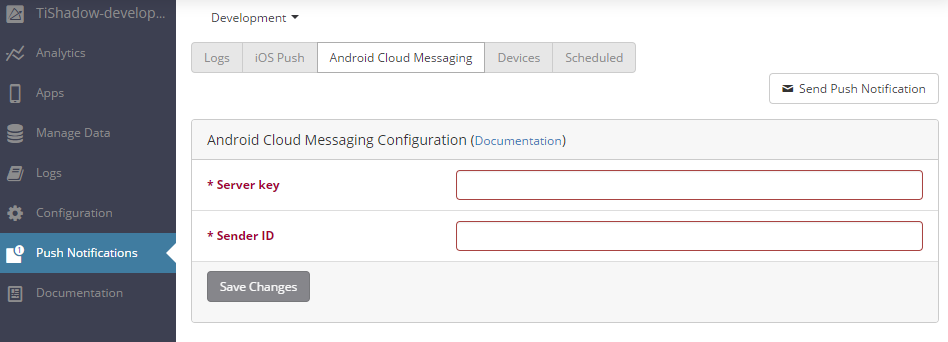 TiShadow-develop...
Analytics
Apps
Manage Data
Logs
Configuration
1
Push Notifications
Documentation
Development
Logs
iOS Push
Android Cloud Messaging
Devices
Scheduled
Send Push Notification
Android Cloud Messaging Configuration (Documentation)
* Server key
* Sender ID
Save Changes